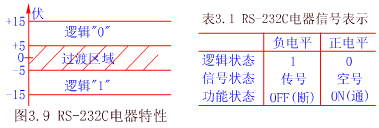 伏
+15
逻辑"0"
+5
0
过渡区域
-5
逻辑"1"
-15
图3.9 RS-232C电器特性
表3.1 RS-232C电器信号表示
负电平 正电平
逻辑状态 1 0
信号状态 传号 空号
功能状态 OFF(断) ON(通)